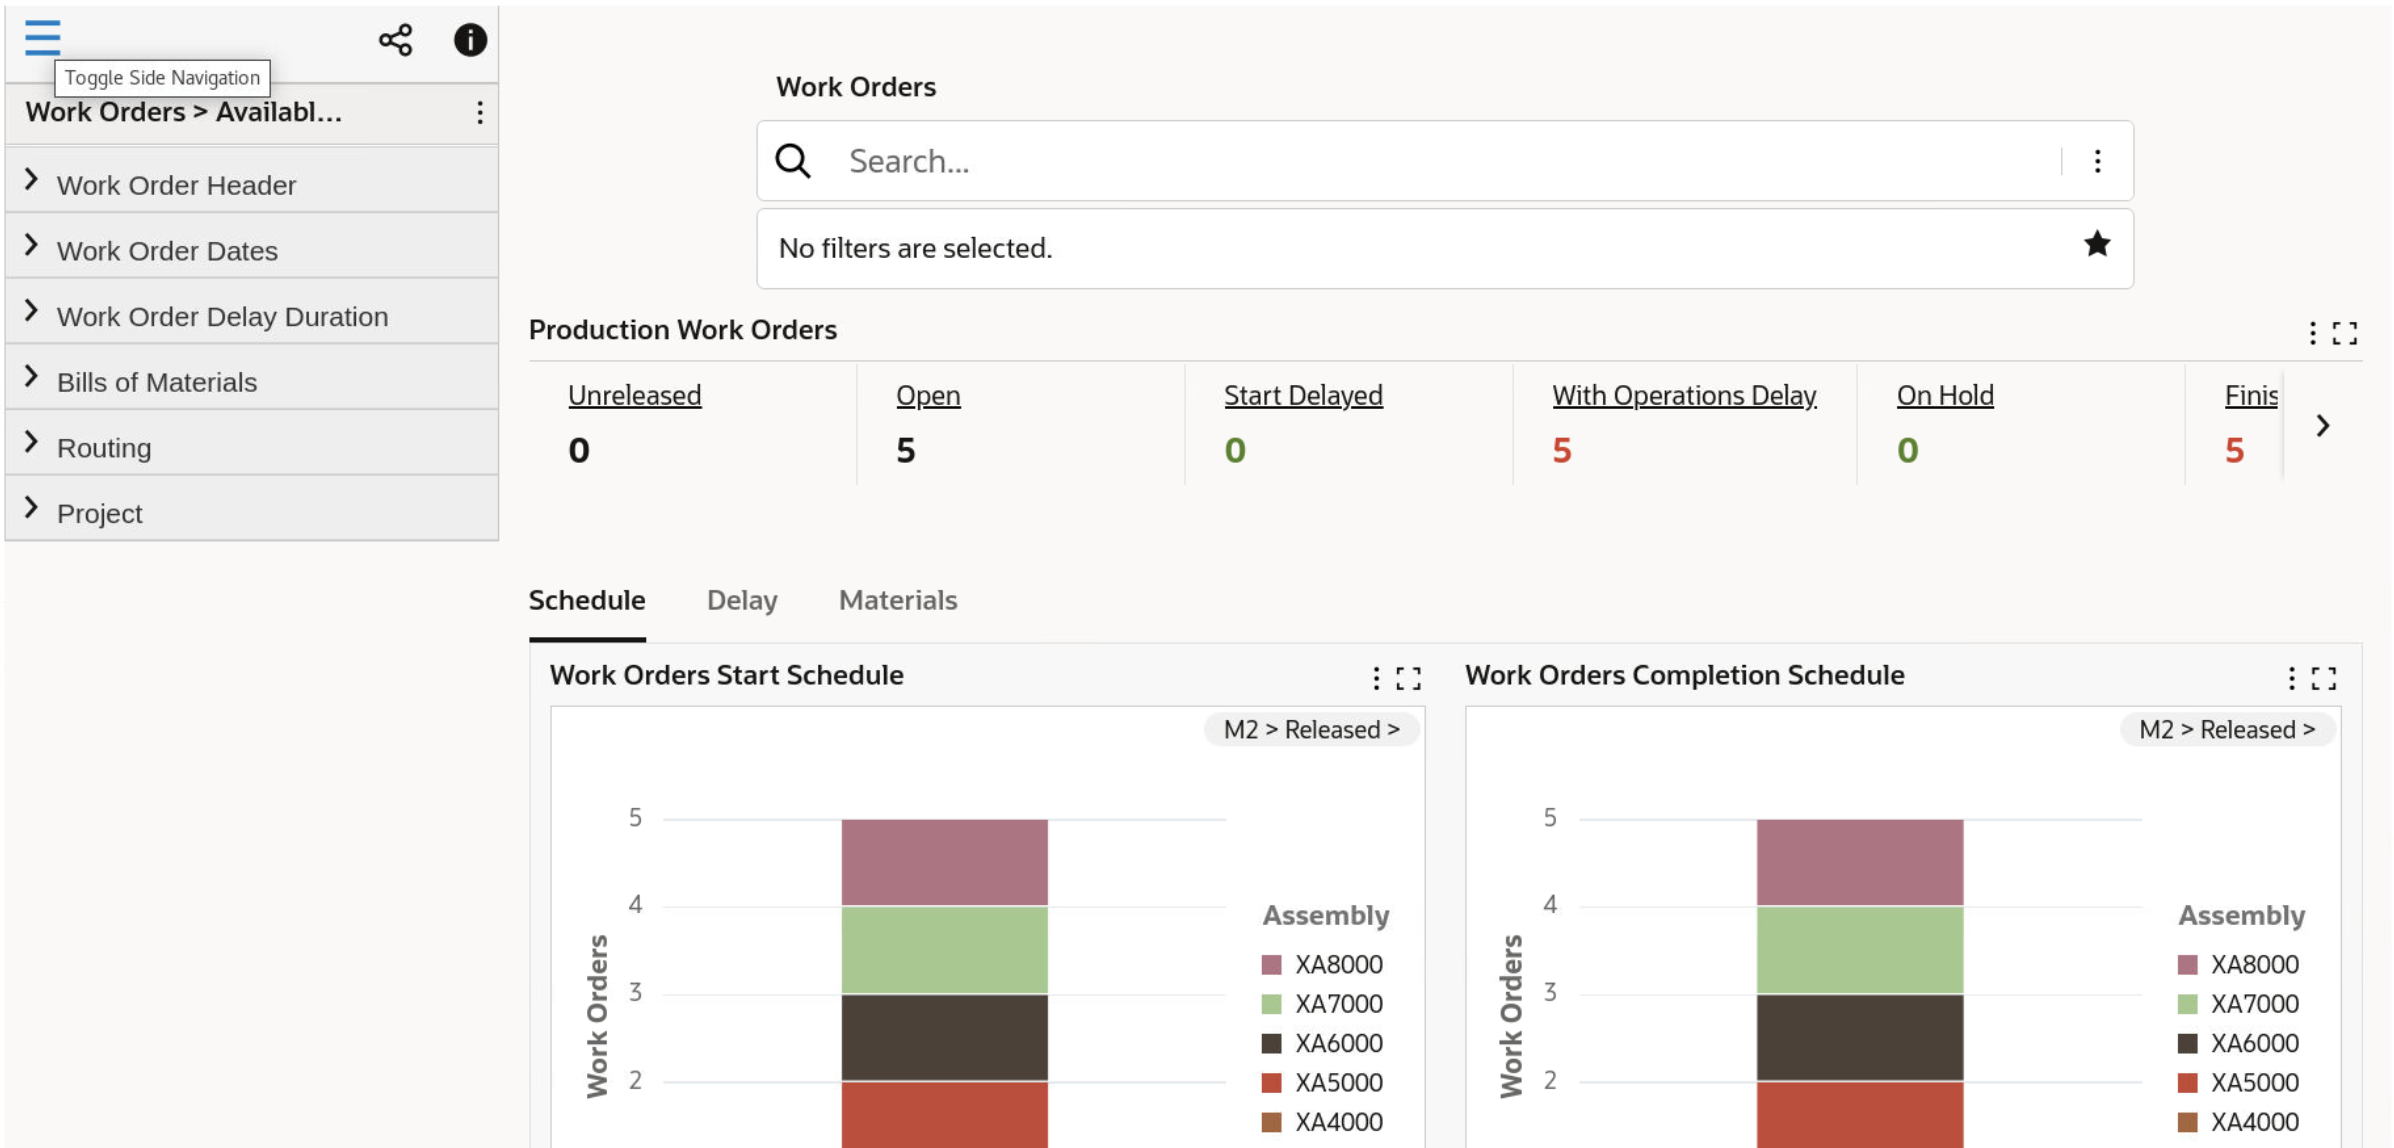 Toggle Side Navigation
Work Orders > Availabl...
Work Order Header
Work Order Dates
Work Order Delay Duration
Bills of Materials
Routing
Project
Work Orders
Search...
No filters are selected.
Production Work Orders
Unreleased
0
Open
5
Start Delayed
0
With Operations Delay
5
On Hold
0
Finis
5
Schedule Delay Materials
Work Orders Start Schedule
M2 > Released >
5
4
3
2
Work Orders
Assembly
XA8000
XA7000
XA6000
XA5000
XA4000
Work Orders Completion Schedule
M2 > Released >
5
4
3
2
Work Orders
Assembly
XA8000
XA7000
XA6000
XA5000
XA4000